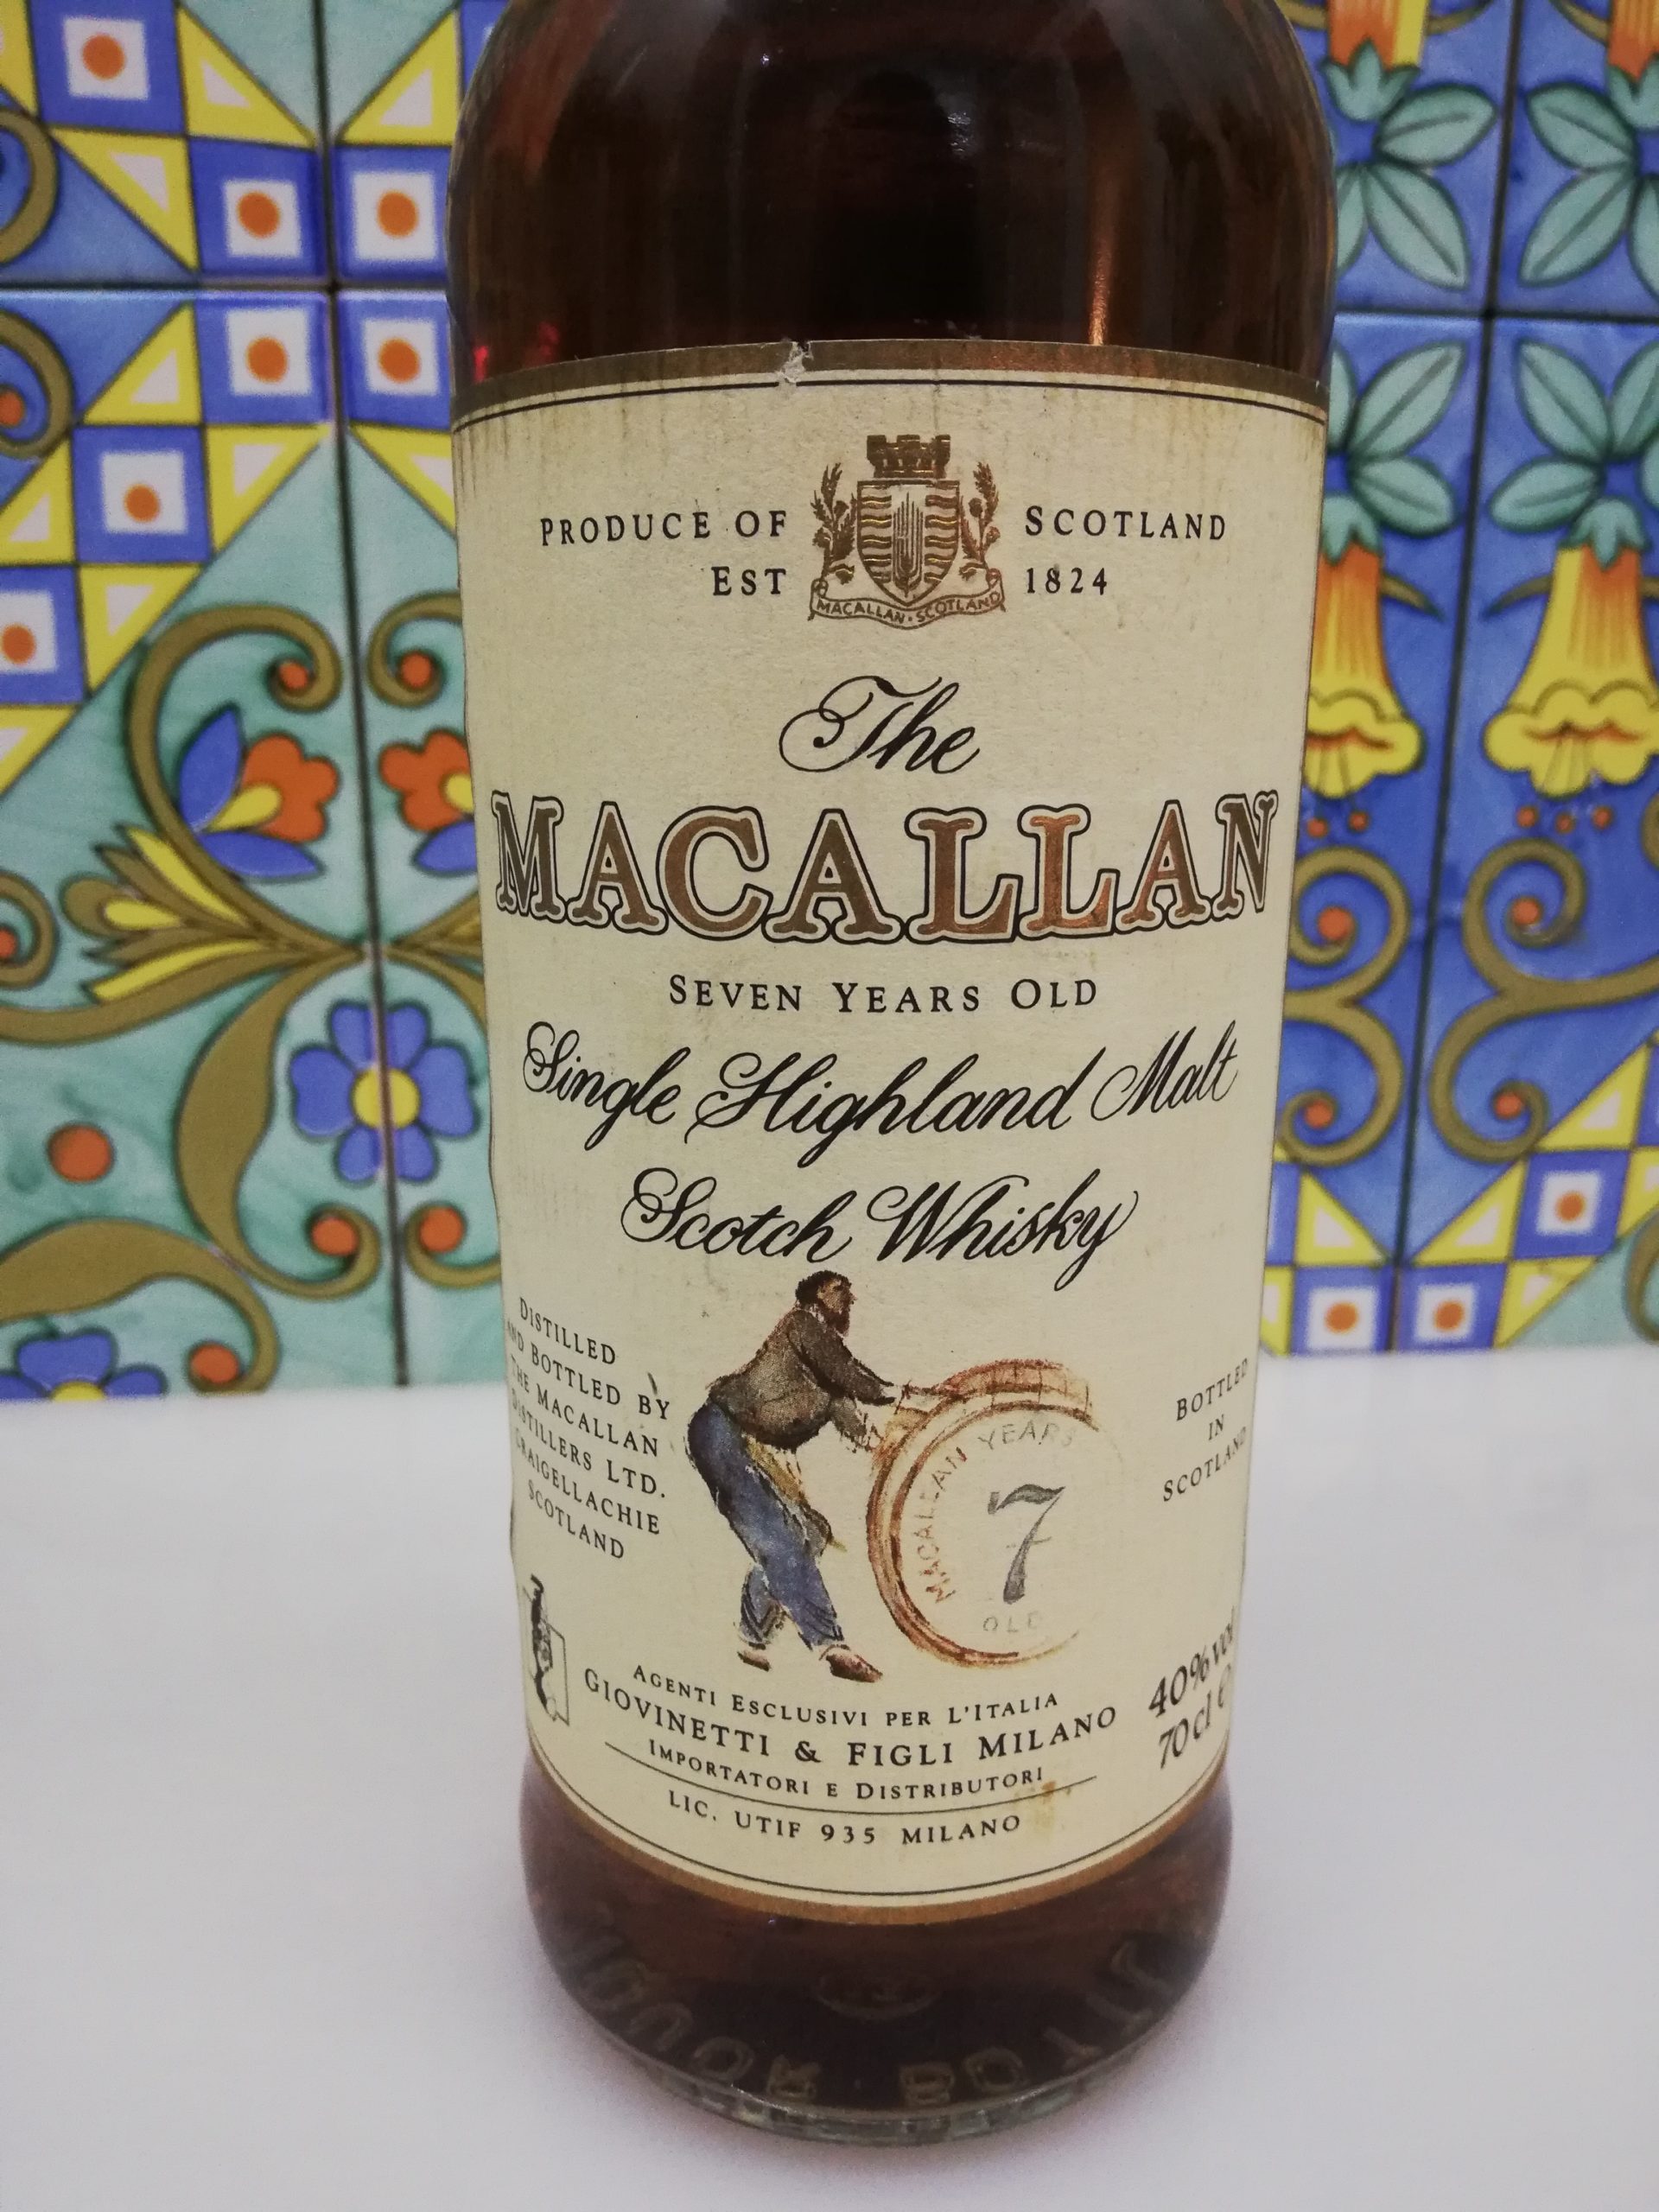 PRODUCE OF SCOTLAND
EST 1824
MACALLAN · SCOTLAND
The
MACALLAN
SEVEN YEARS OLD
Single Highland Malt
Scotch Whisky
DISTILLED
AND BOTTLED BY
THE MACALLAN
DISTILLERS LTD.
CRAIGELLACHIE
SCOTLAND
MACALLAN YEARS
7
OLD
BOTTLED
IN
SCOTLAND
40% vol
70 cl e
AGENTI ESCLUSIVI PER L'ITALIA
GIOVINETTI & FIGLI MILANO
IMPORTATORI E DISTRIBUTORI
LIC. UTIF 935 MILANO